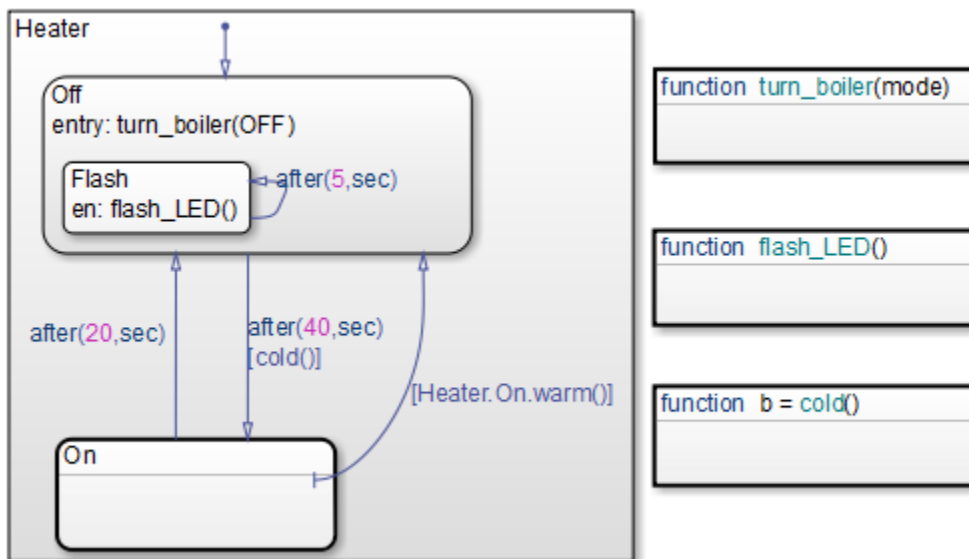 Heater
Off
entry: turn_boiler(OFF)
Flash
en: flash_LED()
after(5,sec)
after(20,sec)
after(40,sec)
[cold()]
[Heater.On.warm()]
On
function turn_boiler(mode)
function flash_LED()
function b = cold()